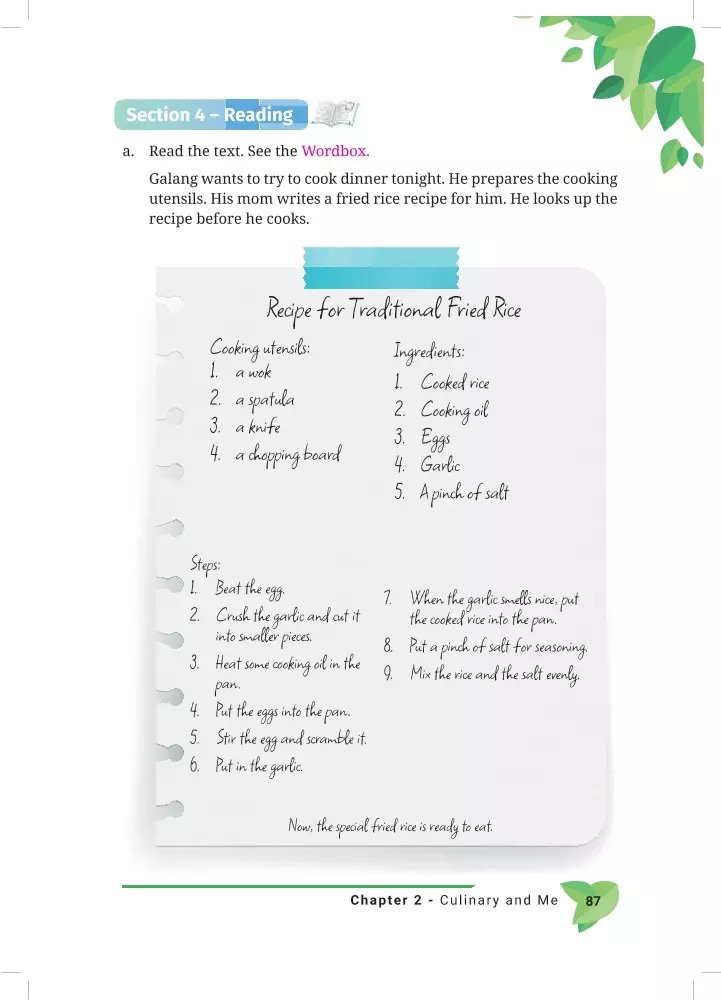 Section 4 – Reading
a. Read the text. See the Wordbox.
Galang wants to try to cook dinner tonight. He prepares the cooking
utensils. His mom writes a fried rice recipe for him. He looks up the
recipe before he cooks.
Recipe for Traditional Fried Rice
Cooking utensils:
1. a wok
2. a spatula
3. a knife
4. a chopping board
Ingredients:
1. Cooked rice
2. Cooking oil
3. Eggs
4. Garlic
5. A pinch of salt
Steps:
1. Beat the egg.
2. Crush the garlic and cut it
into smaller pieces.
3. Heat some cooking oil in the
pan.
4. Put the eggs into the pan.
5. Stir the egg and scramble it.
6. Put in the garlic.
7. When the garlic smells nice, put
the cooked rice into the pan.
8. Put a pinch of salt for seasoning.
9. Mix the rice and the salt evenly.
Now, the special fried rice is ready to eat.
Chapter 2 - Culinary and Me 87